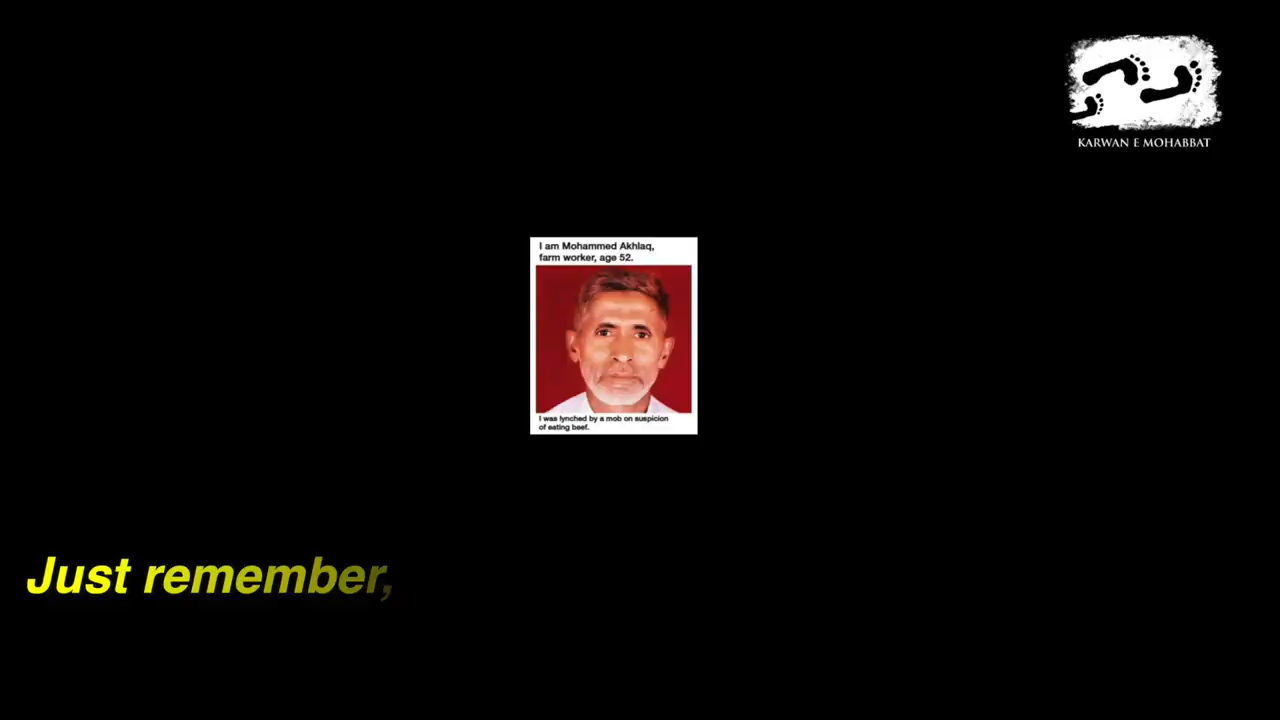 KARWAN E MOHABBAT
I am Mohammed Akhlaq,
farm worker, age 52.
I was lynched by a mob on suspicion
of eating beef.
Just remember,